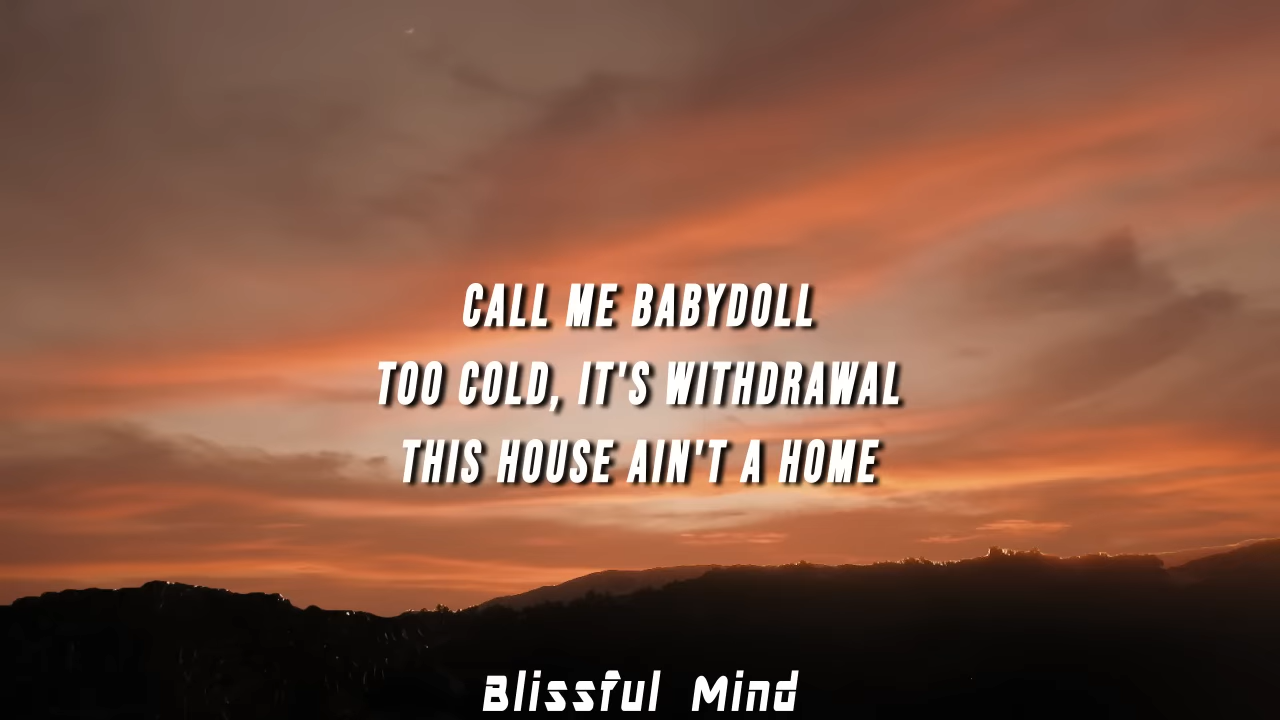 CALL ME BABYDOLL
TOO COLD, IT'S WITHDRAWAL
THIS HOUSE AIN'T A HOME
Blissful Mind